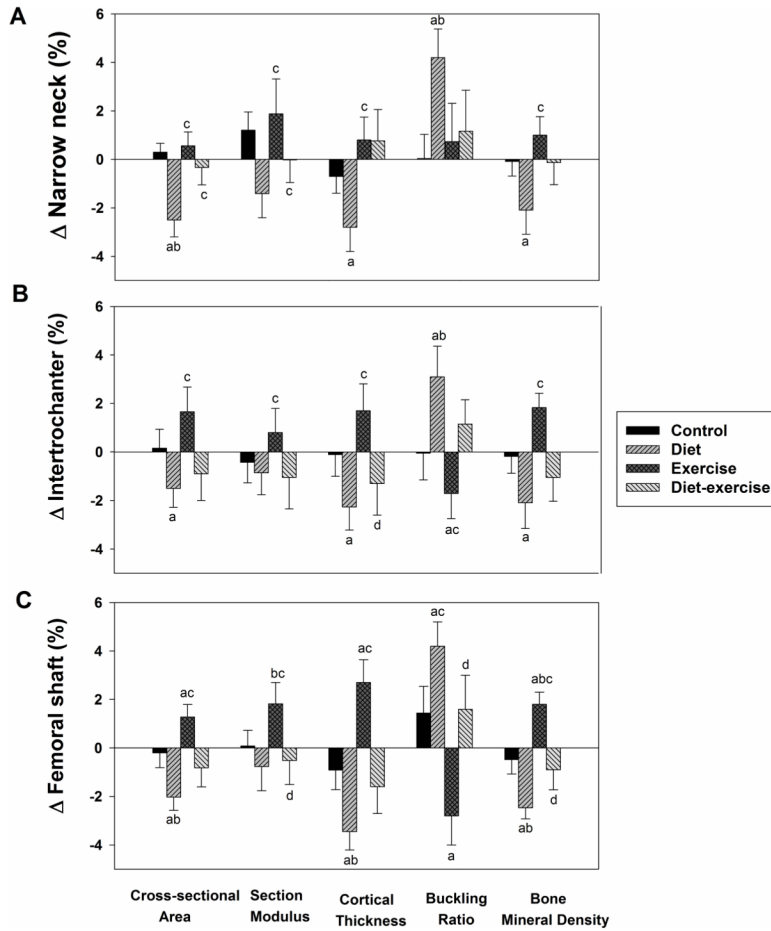 A
Δ Narrow neck (%)
6
4
2
0
-2
-4
ab
c
ab
c
c
c
c
a
c
a
B
Δ Intertrochanter (%)
6
4
2
0
-2
-4
c
a
c
c
a
d
ab
ac
c
a
Control
Diet
Exercise
Diet-exercise
C
Δ Femoral shaft (%)
6
4
2
0
-2
-4
ac
ab
bc
d
ac
ab
ac
a
d
abc
ab
d
Cross-sectional
Area
Section
Modulus
Cortical
Thickness
Buckling
Ratio
Bone
Mineral Density